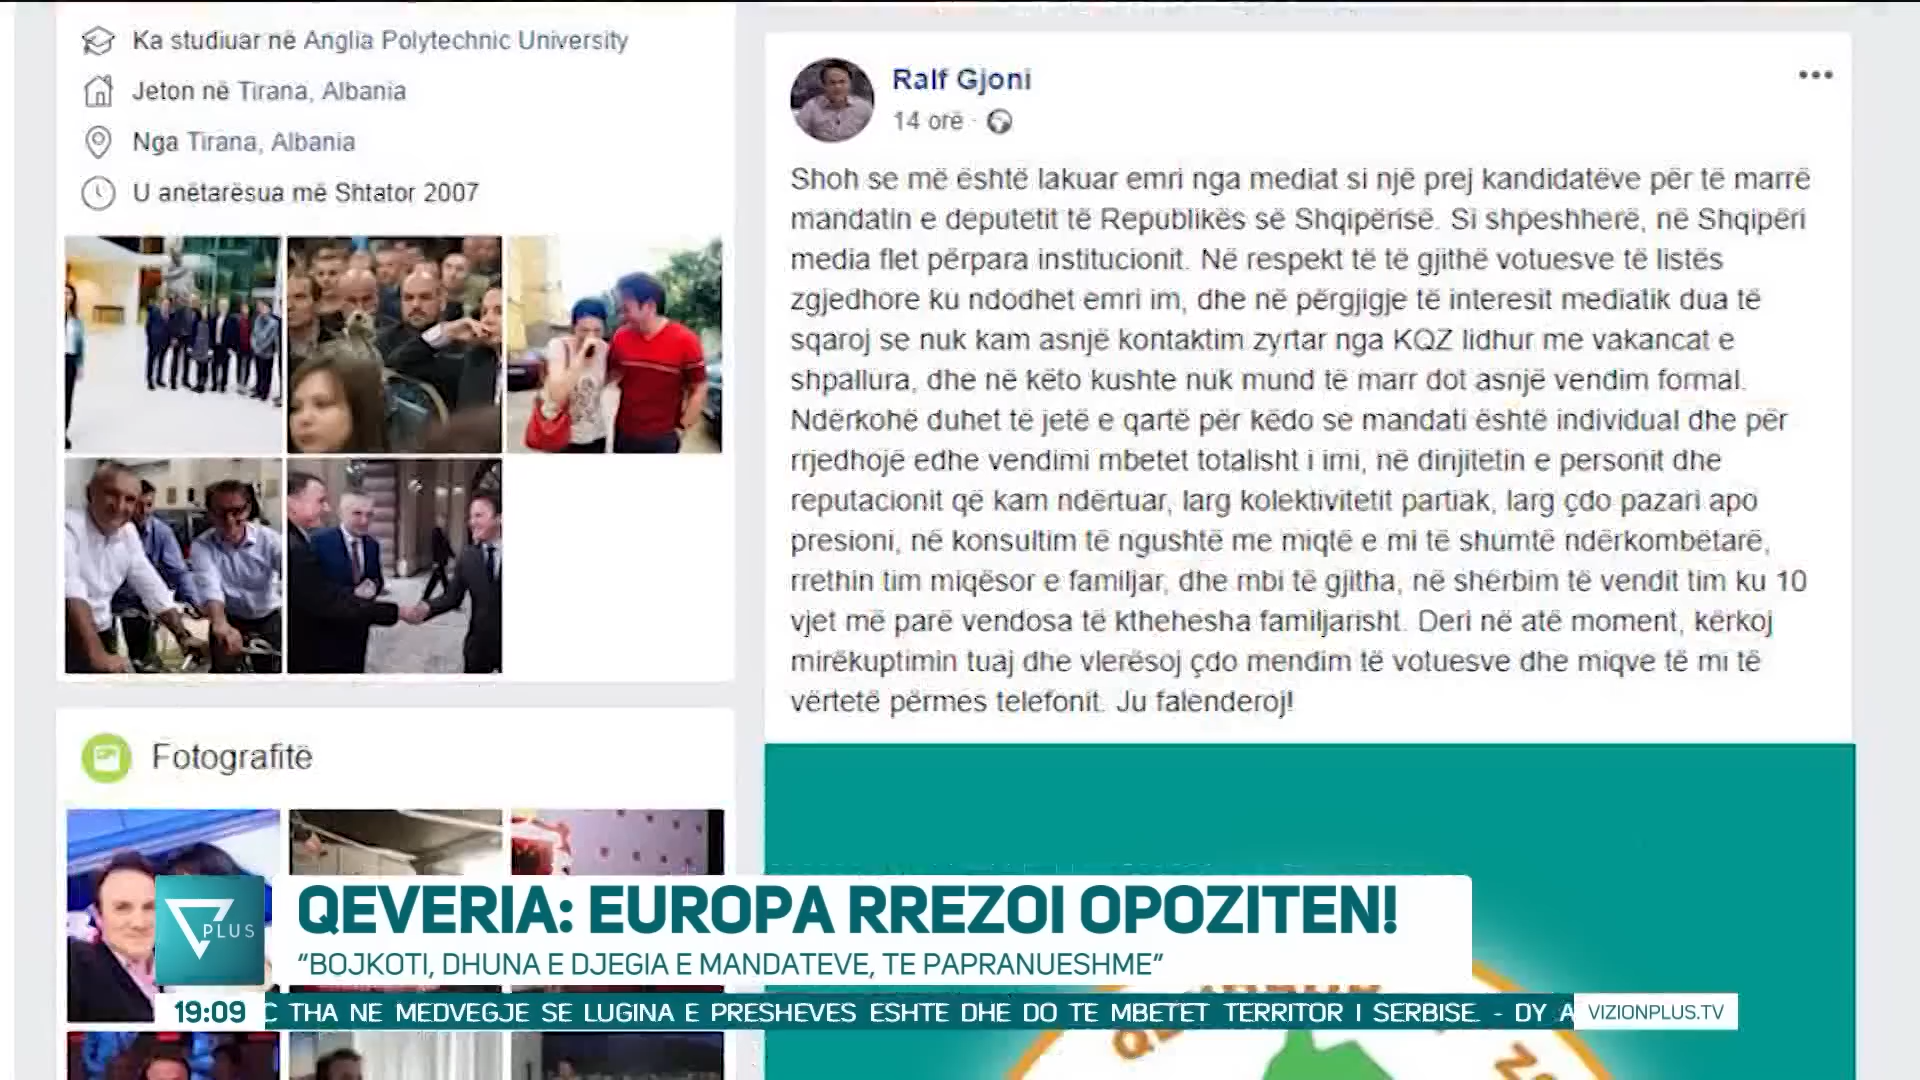 Ka studiuar në Anglia Polytechnic University
Jeton në Tirana, Albania
Nga Tirana, Albania
U anëtarësua më Shtator 2007
Fotografitë
Ralf Gjoni
14 orë ·
Shoh se më është lakuar emri nga mediat si një prej kandidatëve për të marrë
mandatin e deputetit të Republikës së Shqipërisë. Si shpeshherë, në Shqipëri
media flet përpara institucionit. Në respekt të të gjithë votuesve të listës
zgjedhore ku ndodhet emri im, dhe në përgjigje të interesit mediatik dua të
sqaroj se nuk kam asnjë kontaktim zyrtar nga KQZ lidhur me vakancat e
shpallura, dhe në këto kushte nuk mund të marr dot asnjë vendim formal.
Ndërkohë duhet të jetë e qartë për këdo se mandati është individual dhe për
rrjedhojë edhe vendimi mbetet totalisht i imi, në dinjitetin e personit dhe
reputacionit që kam ndërtuar, larg kolektivitetit partiak, larg çdo pazari apo
presioni, në konsultim të ngushtë me miqtë e mi të shumtë ndërkombëtarë,
rrethin tim miqësor e familjar, dhe mbi të gjitha, në shërbim të vendit tim ku 10
vjet më parë vendosa të kthehesha familjarisht. Deri në atë moment, kërkoj
mirëkuptimin tuaj dhe vlerësoj çdo mendim të votuesve dhe miqve të mi të
vërtetë përmes telefonit. Ju falenderoj!
PLUS
QEVERIA: EUROPA RREZOI OPOZITEN!
“BOJKOTI, DHUNA E DJEGIA E MANDATEVE, TE PAPRANUESHME”
19:09 C THA NE MEDVEGJE SE LUGINA E PRESHEVES ESHTE DHE DO TE MBETET TERRITOR I SERBISE - DY A VIZIONPLUS.TV